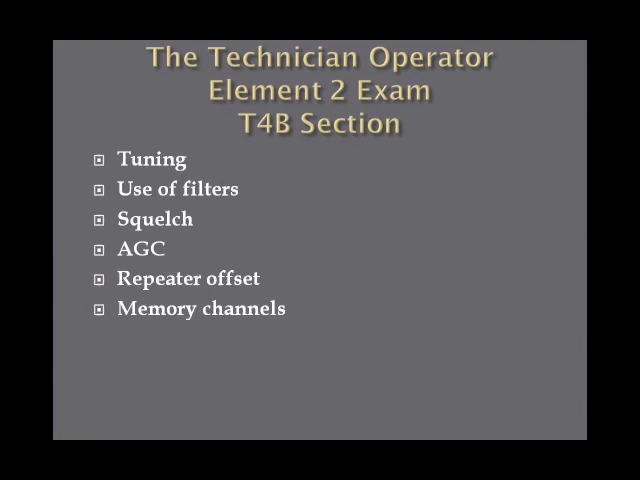 The Technician Operator
Element 2 Exam
T4B Section
Tuning
Use of filters
Squelch
AGC
Repeater offset
Memory channels